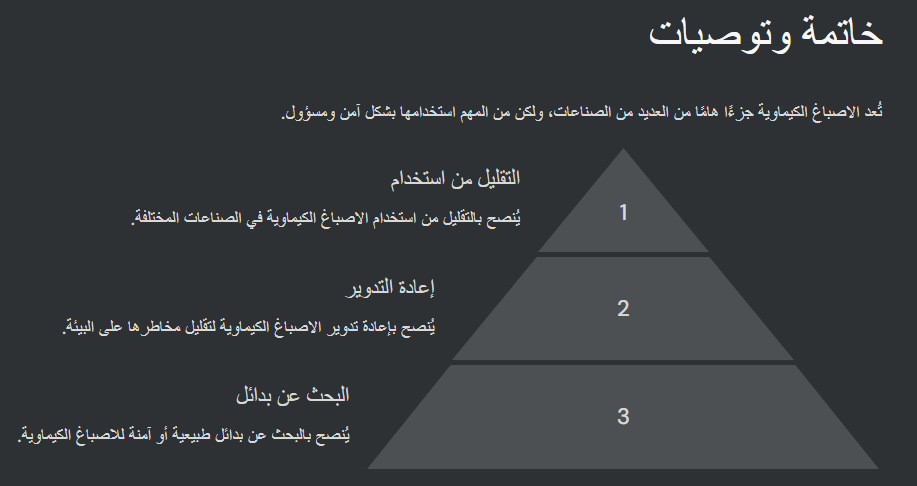 خاتمة وتوصيات
تُعد الاصباغ الكيماوية جزءًا هامًا من العديد من الصناعات، ولكن من المهم استخدامها بشكل آمن ومسؤول.
1
التقليل من استخدام
يُنصح بالتقليل من استخدام الاصباغ الكيماوية في الصناعات المختلفة.
2
إعادة التدوير
يُنصح بإعادة تدوير الاصباغ الكيماوية لتقليل مخاطرها على البيئة.
3
البحث عن بدائل
يُنصح بالبحث عن بدائل طبيعية أو آمنة للاصباغ الكيماوية.